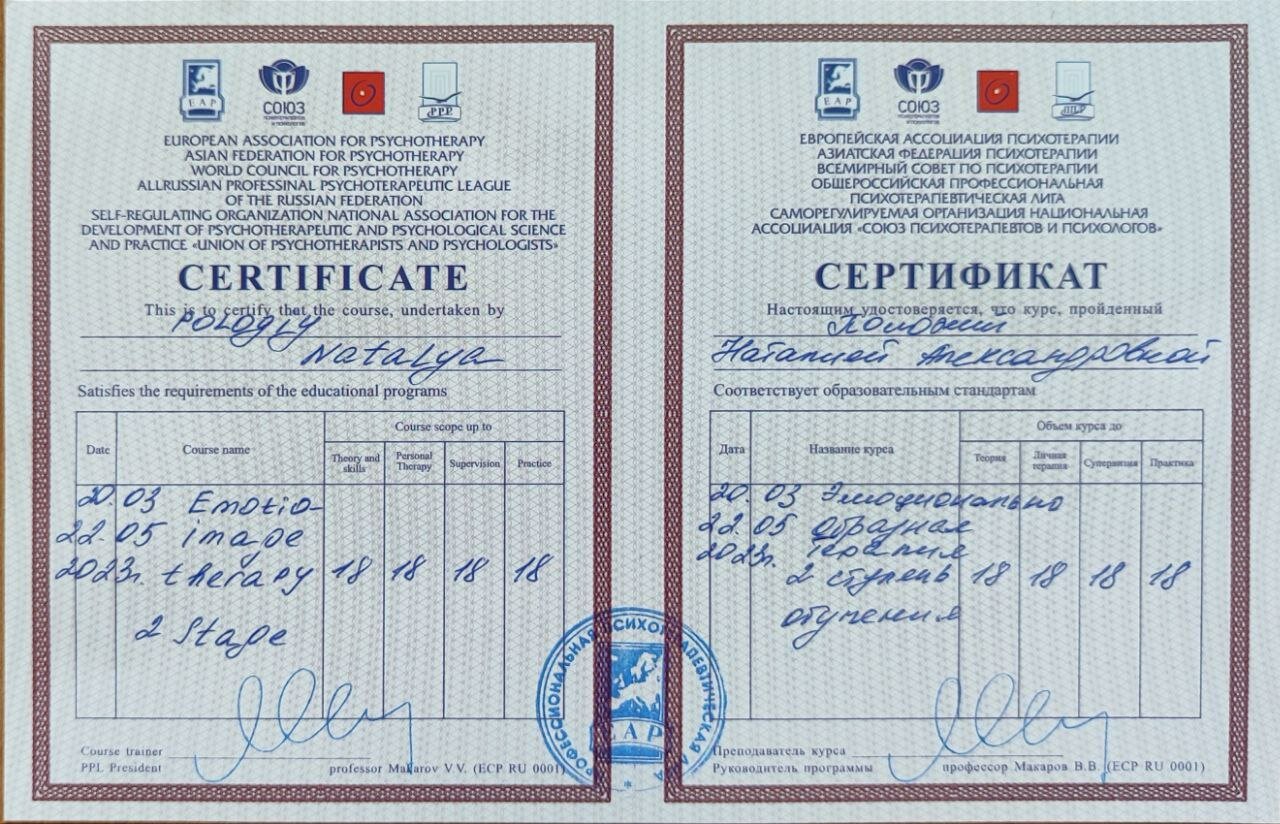 EAP
СОЮЗ
ПСИХОТЕРАПЕВТОВ
И ПСИХОЛОГОВ
PPL
EUROPEAN ASSOCIATION FOR PSYCHOTHERAPY
ASIAN FEDERATION FOR PSYCHOTHERAPY
WORLD COUNCIL FOR PSYCHOTHERAPY
ALLRUSSIAN PROFESSINAL PSYCHOTERAPEUTIC LEAGUE
OF THE RUSSIAN FEDERATION
SELF-REGULATING ORGANIZATION NATIONAL ASSOCIATION FOR THE
DEVELOPMENT OF PSYCHOTHERAPEUTIC AND PSYCHOLOGICAL SCIENCE
AND PRACTICE «UNION OF PSYCHOTHERAPISTS AND PSYCHOLOGISTS»
CERTIFICATE
This is to certify that the course, undertaken by
Natalya
Satisfies the requirements of the educational programs
Date
Course name
Course scope up to
Theory and skills
Personal Therapy
Supervision
Practice
20.03 Emotio-
22.05 image
2023г. therapy 18 18 18 18
2 Stage
Course trainer
PPL President
professor Makarov V.V. (ECP RU 0001)
EAP
СОЮЗ
ПСИХОТЕРАПЕВТОВ
И ПСИХОЛОГОВ
ППЛ
ЕВРОПЕЙСКАЯ АССОЦИАЦИЯ ПСИХОТЕРАПИИ
АЗИАТСКАЯ ФЕДЕРАЦИЯ ПСИХОТЕРАПИИ
ВСЕМИРНЫЙ СОВЕТ ПО ПСИХОТЕРАПИИ
ОБЩЕРОССИЙСКАЯ ПРОФЕССИОНАЛЬНАЯ
ПСИХОТЕРАПЕВТИЧЕСКАЯ ЛИГА
САМОРЕГУЛИРУЕМАЯ ОРГАНИЗАЦИЯ НАЦИОНАЛЬНАЯ
АССОЦИАЦИЯ «СОЮЗ ПСИХОТЕРАПЕВТОВ И ПСИХОЛОГОВ»
СЕРТИФИКАТ
Настоящим удостоверяется, что курс, пройденный
Наталией Александровной
Соответствует образовательным стандартам
Дата
Название курса
Объем курса до
Теория
Личная терапия
Супервизия
Практика
20.03 Эмоционально
22.05 образная
2023г. терапия
2 ступень 18 18 18 18
обучения
Преподаватель курса
Руководитель программы
профессор Макаров В.В. (ECP RU 0001)
EAP